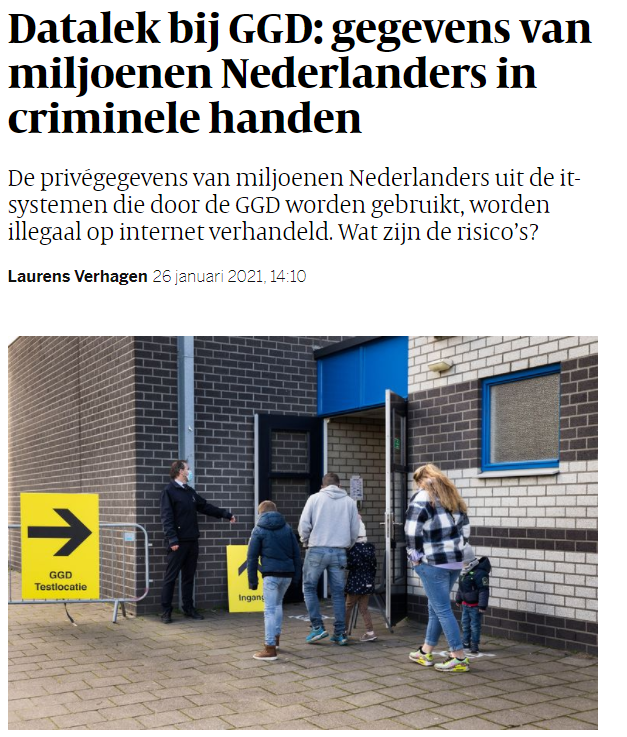 Datalek bij GGD: gegevens van
miljoenen Nederlanders in
criminele handen
De privégegevens van miljoenen Nederlanders uit de it-
systemen die door de GGD worden gebruikt, worden
illegaal op internet verhandeld. Wat zijn de risico's?
Laurens Verhagen 26 januari 2021, 14:10
GGD
Testlocatie
Ingang